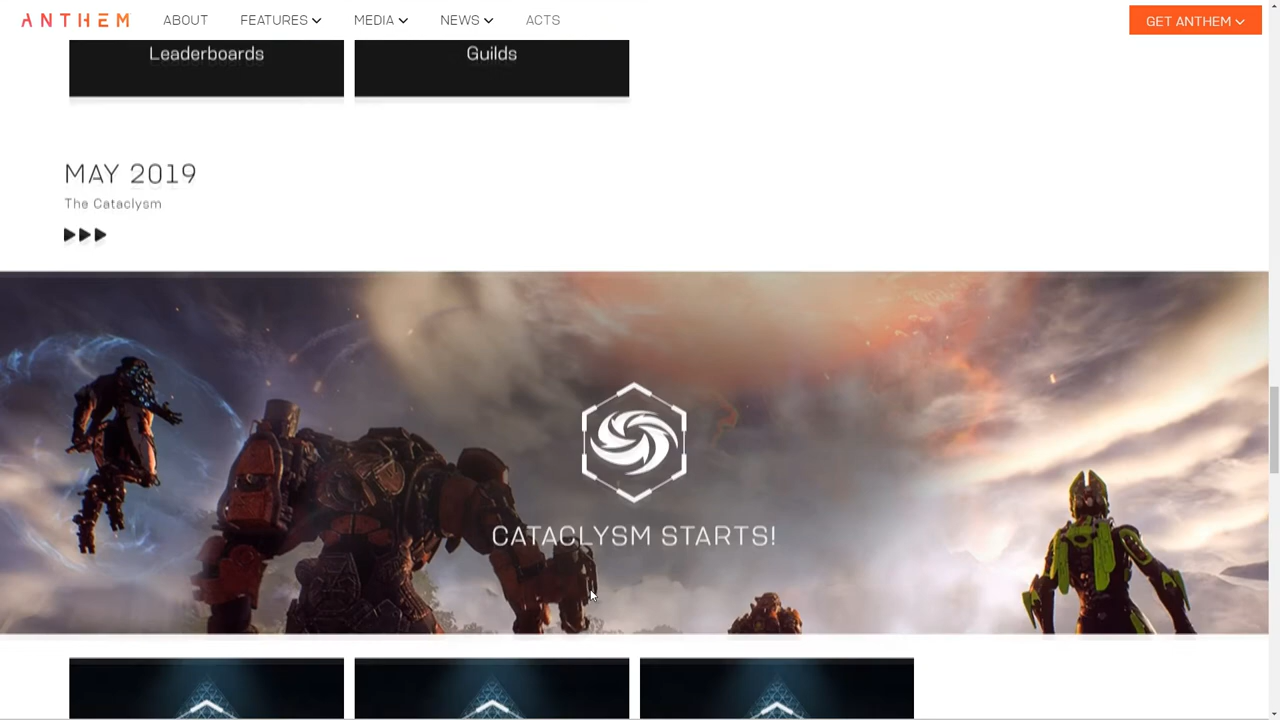 ANTHEM
ABOUT
FEATURES
MEDIA
NEWS
ACTS
GET ANTHEM
Leaderboards
Guilds
MAY 2019
The Cataclysm
CATACLYSM STARTS!